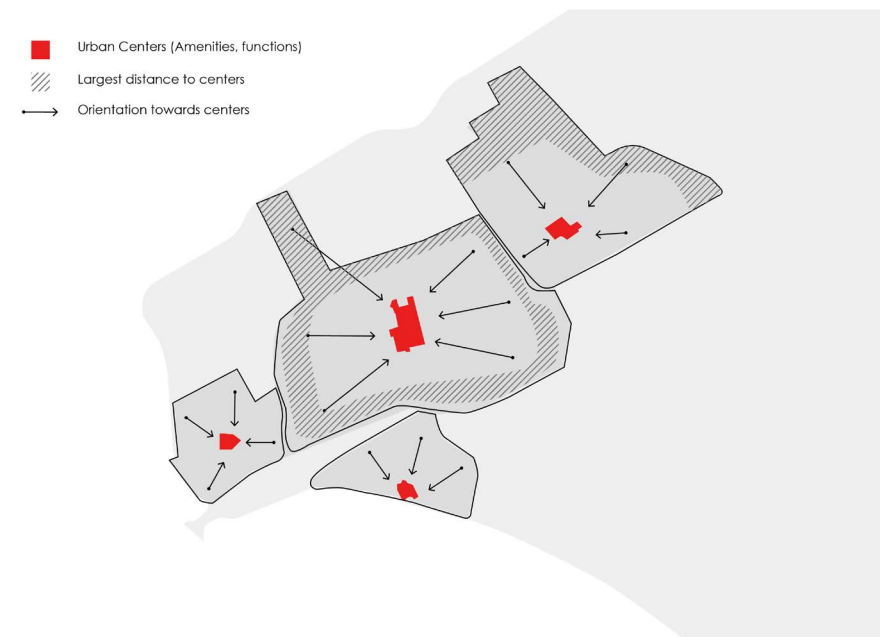 Urban Centers (Amenities, functions)
Largest distance to centers
Orientation towards centers